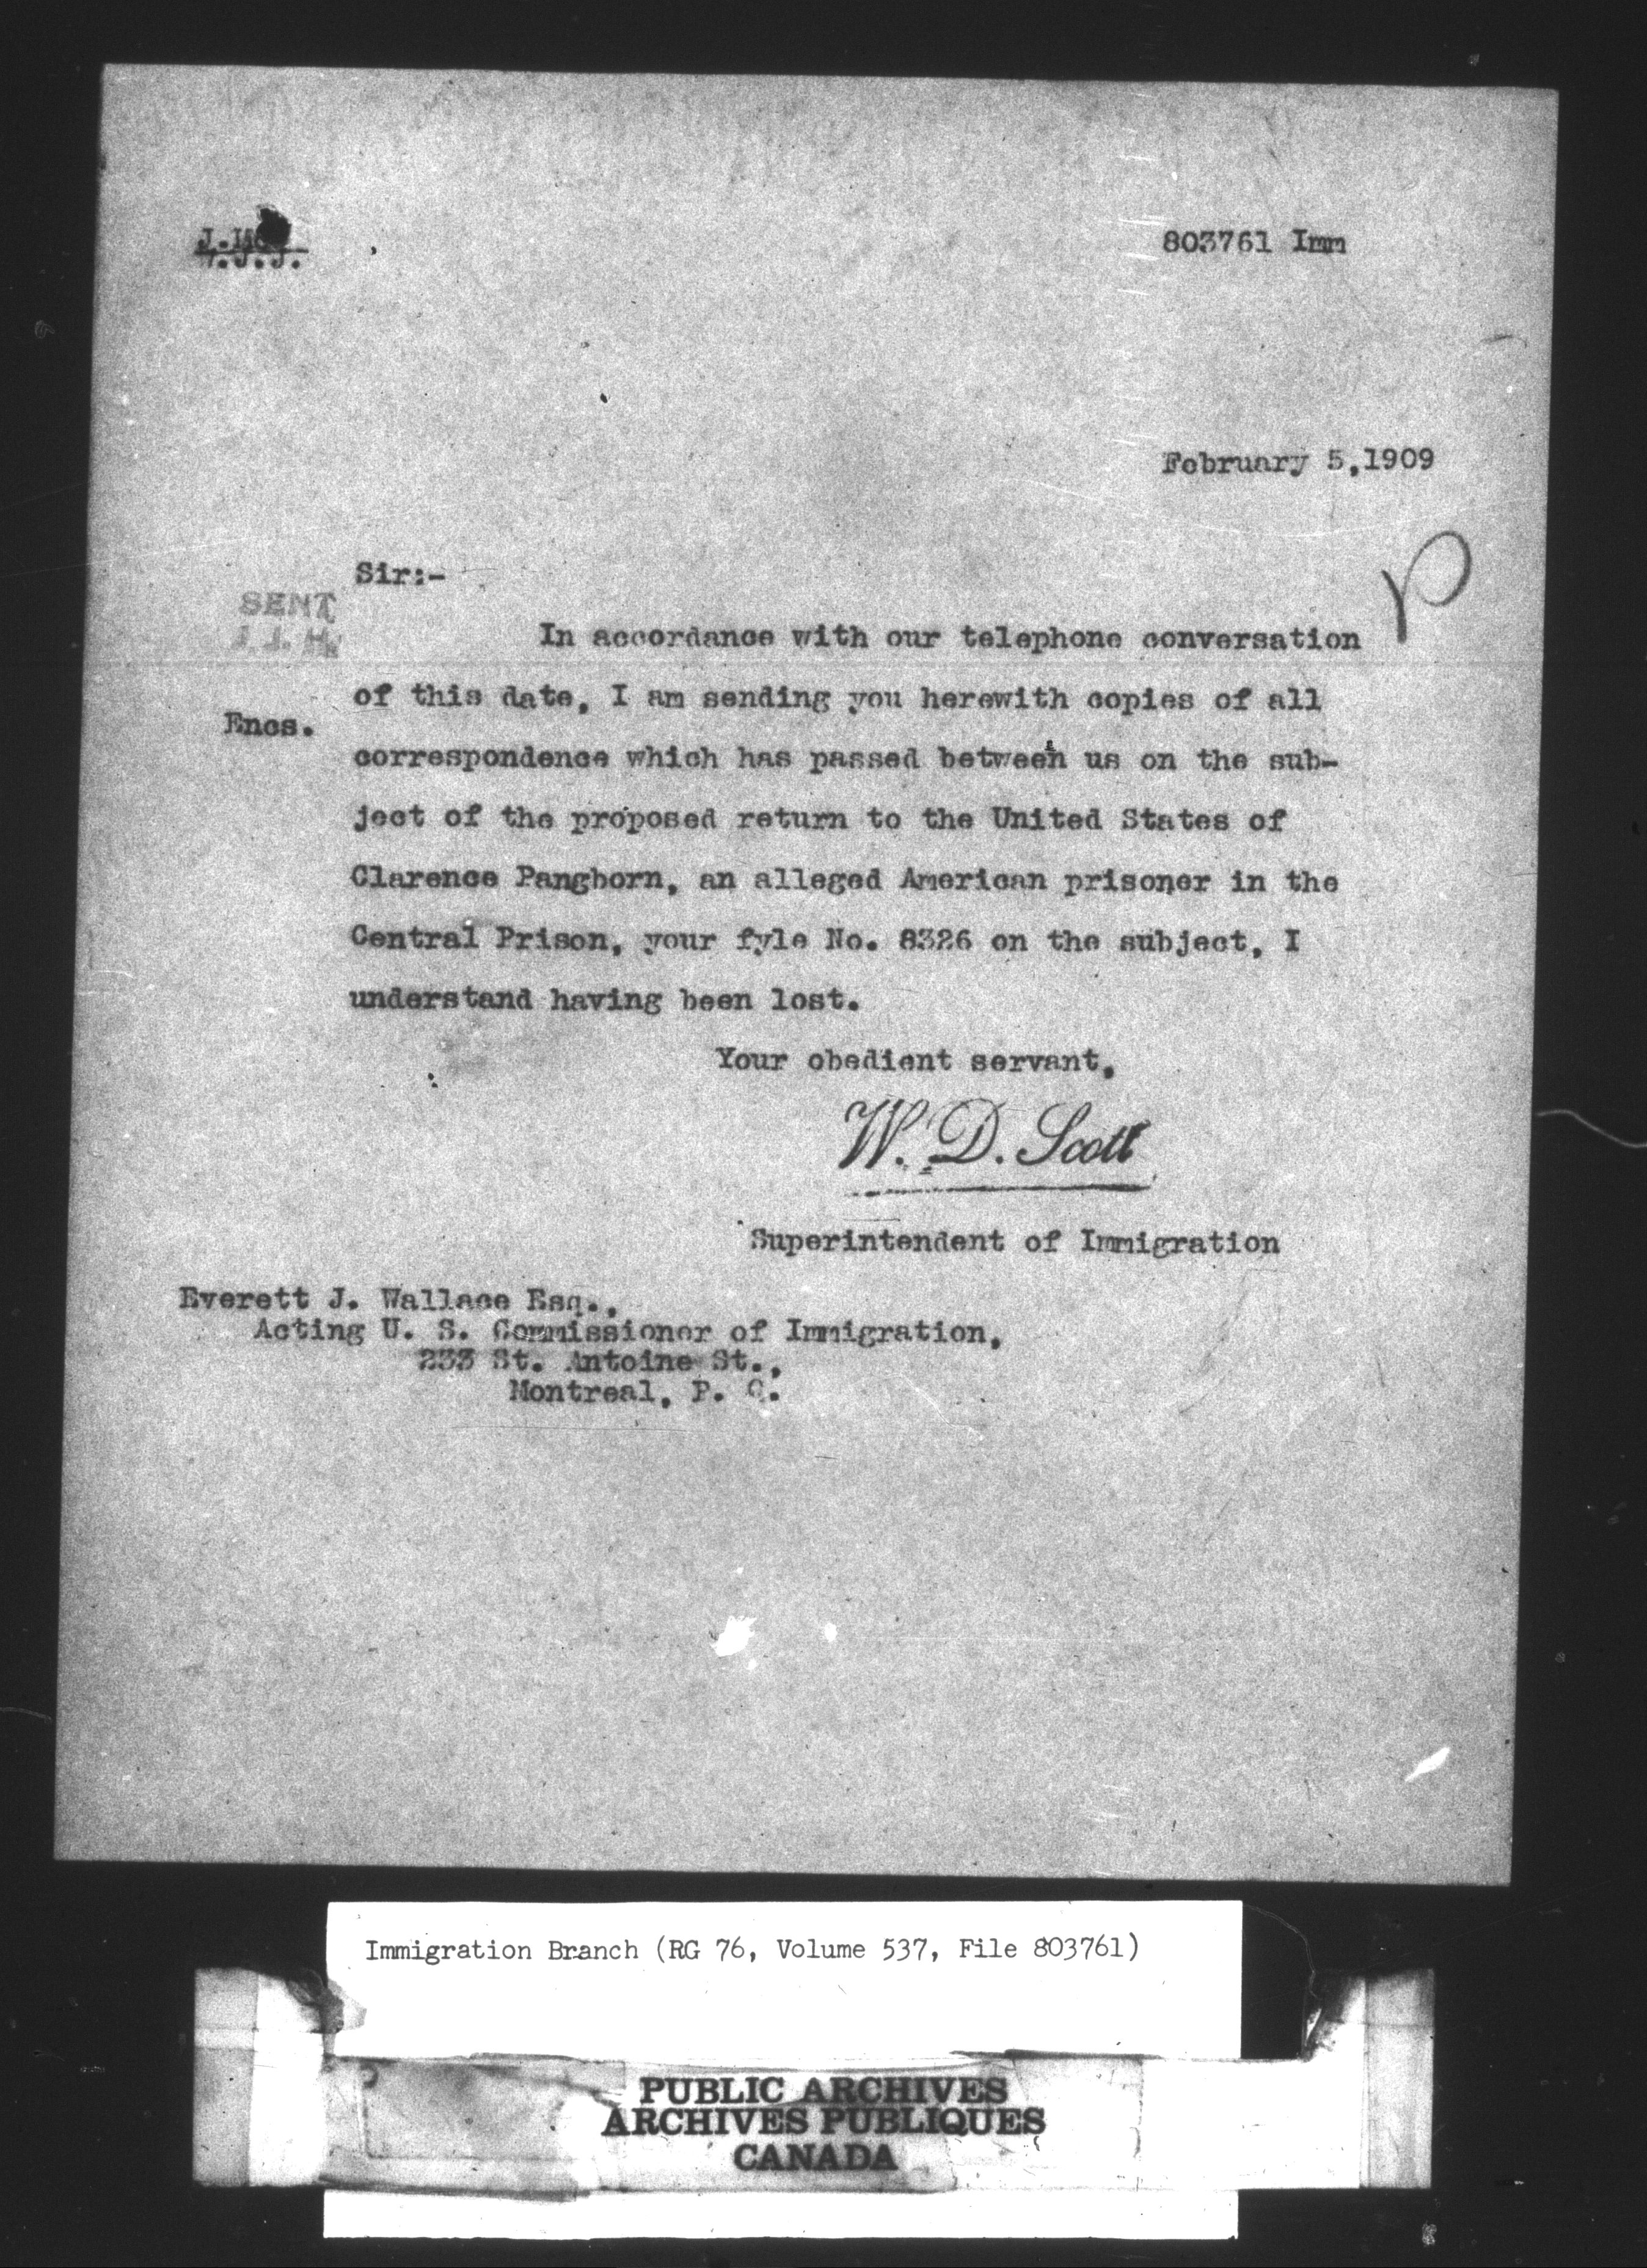 803761 Imm
February 5,1909
Sir:-
SENT
In accordance with our telephone conversation
of this date, I am sending you herewith copies of all
Encs.
correspondence which has passed between us on the sub-
ject of the proposed return to the United States of
Clarence Pangborn, an alleged American prisoner in the
Central Prison, your fyle No. 8326 on the subject, I
understand having been lost.
Your obedient servant,
W. D. Scott
Superintendent of Immigration
Everett J. Wallace Esq.,
Acting U. S. Commissioner of Immigration,
233 St. Antoine St.,
Montreal, P. Q.
Immigration Branch (RG 76, Volume 537, File 803761)
PUBLIC ARCHIVES
ARCHIVES PUBLIQUES
CANADA